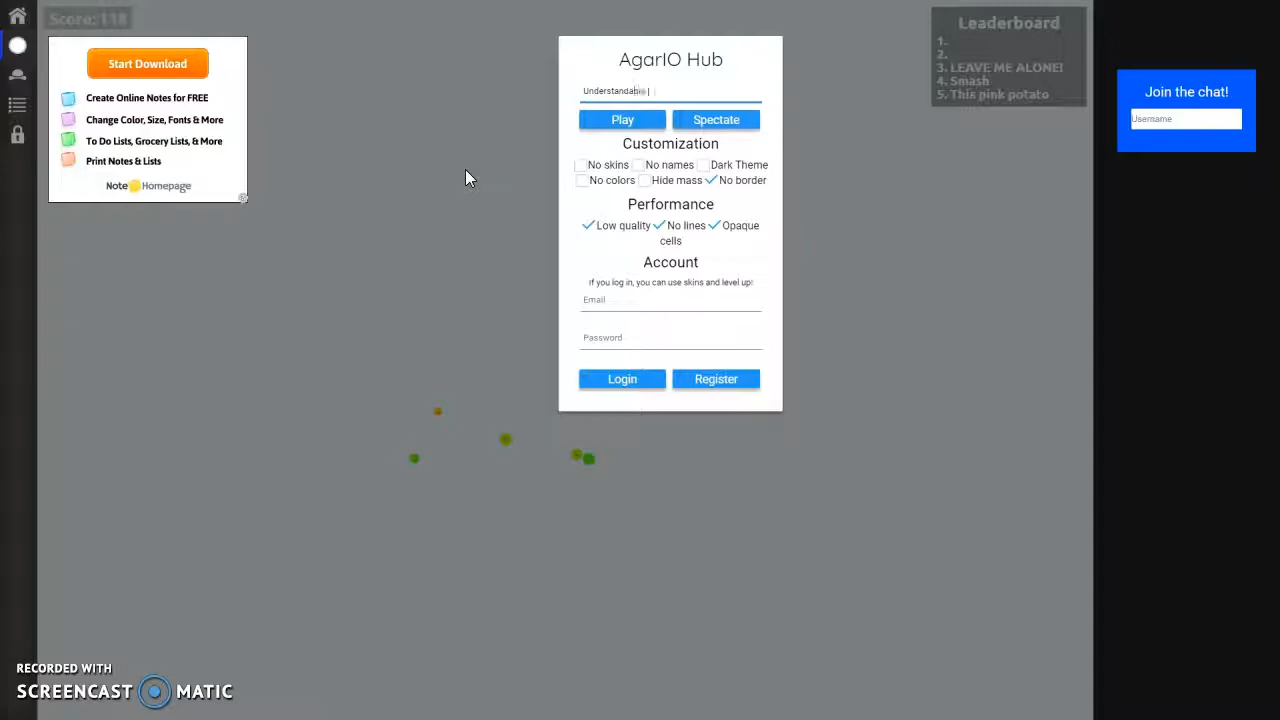 Score: 118
Start Download
Create Online Notes for FREE
Change Color, Size, Fonts & More
To Do Lists, Grocery Lists, & More
Print Notes & Lists
Note Homepage
AgarIO Hub
Play
Spectate
Customization
No skins No names Dark Theme
No colors Hide mass No border
Performance
Low quality No lines Opaque
cells
Account
If you log in, you can use skins and level up!
Email
Password
Login
Register
Leaderboard
1.
2.
3. LEAVE ME ALONE!
4. Smash
5. This pink potato
Join the chat!
Username
RECORDED WITH
SCREENCAST MATIC